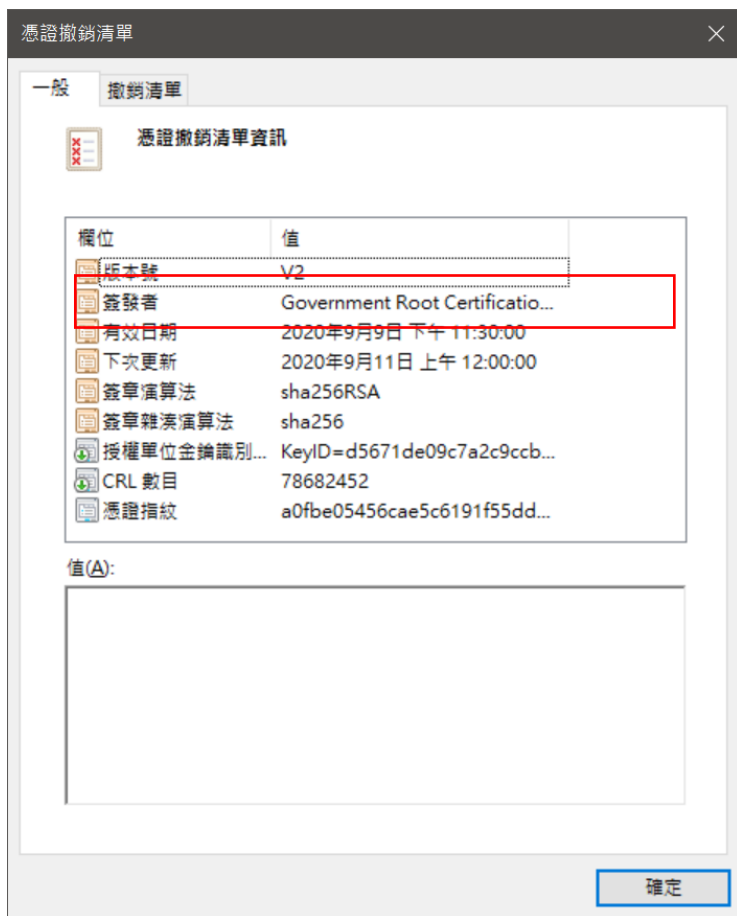 憑證撤銷清單
一般 撤銷清單
憑證撤銷清單資訊
欄位 值
版本號 V2
簽發者 Government Root Certificatio...
有效日期 2020年9月9日 下午 11:30:00
下次更新 2020年9月11日 上午 12:00:00
簽章演算法 sha256RSA
簽章雜湊演算法 sha256
授權單位金鑰識別... KeyID=d5671de09c7a2c9ccb...
CRL 數目 78682452
憑證指紋 a0fbe05456cae5c6191f55dd...
值(A):
確定